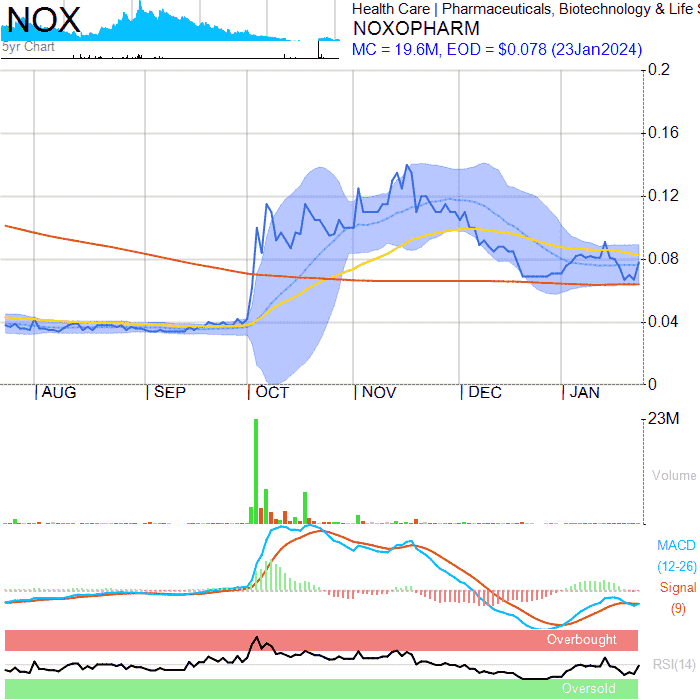 NOX
Health Care | Pharmaceuticals, Biotechnology & Life
NOXOPHARM
5yr Chart
MC = 19.6M, EOD = $0.078 (23Jan2024)
0.2
0.16
0.12
0.08
0.04
0
AUG
SEP
OCT
NOV
DEC
JAN
23M
Volume
MACD
(12-26)
Signal
(9)
Overbought
RSI(14)
Oversold